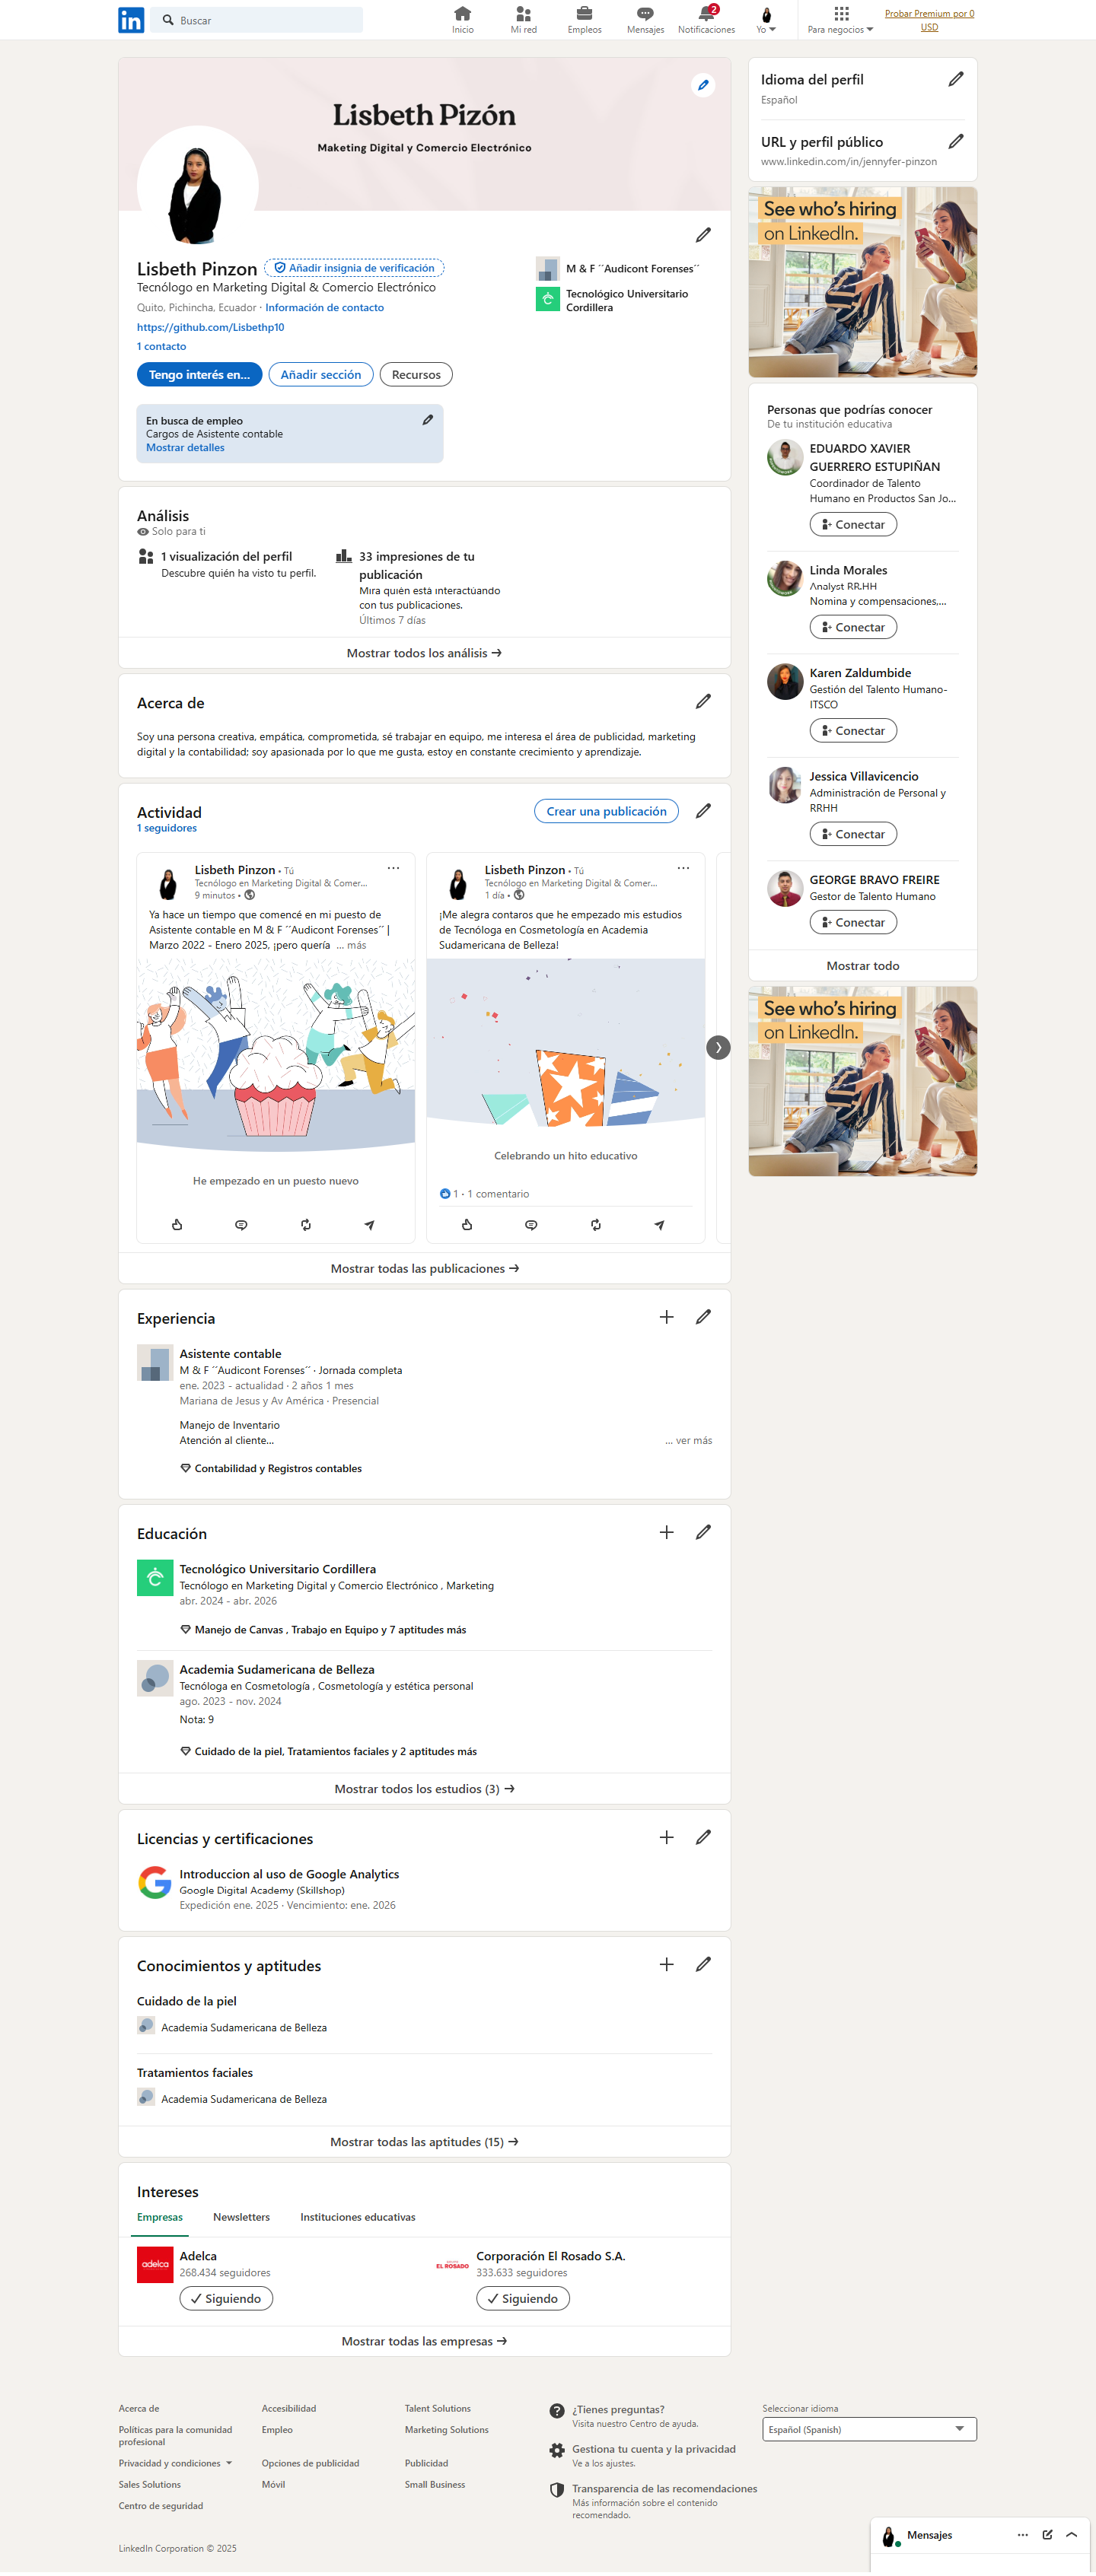 in
Buscar
Inicio
Mi red
Empleos
Mensajes
2
Notificaciones
Yo
Para negocios
Probar Premium por 0
USD
Lisbeth Pizón
Maketing Digital y Comercio Electrónico
Lisbeth Pinzon
Añadir insignia de verificación
Tecnólogo en Marketing Digital & Comercio Electrónico
Quito, Pichincha, Ecuador · Información de contacto
https://github.com/Lisbethp10
1 contacto
M & F ´´Audicont Forenses´´
Tecnológico Universitario
Cordillera
Tengo interés en...
Añadir sección
Recursos
En busca de empleo
Cargos de Asistente contable
Mostrar detalles
Análisis
Solo para ti
1 visualización del perfil
Descubre quién ha visto tu perfil.
33 impresiones de tu
publicación
Mira quién está interactúando
con tus publicaciones.
Últimos 7 días
Mostrar todos los análisis →
Acerca de
Soy una persona creativa, empática, comprometida, sé trabajar en equipo, me interesa el área de publicidad, marketing
digital y la contabilidad; soy apasionada por lo que me gusta, estoy en constante crecimiento y aprendizaje.
Actividad
1 seguidores
Crear una publicación
Lisbeth Pinzon • Tú
Tecnólogo en Marketing Digital & Comer...
9 minutos •
Ya hace un tiempo que comencé en mi puesto de
Asistente contable en M & F ´´Audicont Forenses´´ |
Marzo 2022 - Enero 2025, ¡pero quería ... más
He empezado en un puesto nuevo
Lisbeth Pinzon • Tú
Tecnólogo en Marketing Digital & Comer...
1 día •
¡Me alegra contaros que he empezado mis estudios
de Tecnóloga en Cosmetología en Academia
Sudamericana de Belleza!
Celebrando un hito educativo
1 · 1 comentario
Mostrar todas las publicaciones →
Experiencia
Asistente contable
M & F ´´Audicont Forenses´´ · Jornada completa
ene. 2023 - actualidad · 2 años 1 mes
Mariana de Jesus y Av América · Presencial
Manejo de Inventario
Atención al cliente...
... ver más
Contabilidad y Registros contables
Educación
Tecnológico Universitario Cordillera
Tecnólogo en Marketing Digital y Comercio Electrónico , Marketing
abr. 2024 - abr. 2026
Manejo de Canvas , Trabajo en Equipo y 7 aptitudes más
Academia Sudamericana de Belleza
Tecnóloga en Cosmetología , Cosmetología y estética personal
ago. 2023 - nov. 2024
Nota: 9
Cuidado de la piel, Tratamientos faciales y 2 aptitudes más
Mostrar todos los estudios (3) →
Licencias y certificaciones
Introduccion al uso de Google Analytics
Google Digital Academy (Skillshop)
Expedición ene. 2025 · Vencimiento: ene. 2026
Conocimientos y aptitudes
Cuidado de la piel
Academia Sudamericana de Belleza
Tratamientos faciales
Academia Sudamericana de Belleza
Mostrar todas las aptitudes (15) →
Intereses
Empresas
Newsletters
Instituciones educativas
adelca
Adelca
268.434 seguidores
Siguiendo
EL ROSADO
Corporación El Rosado S.A.
333.633 seguidores
Siguiendo
Mostrar todas las empresas →
Idioma del perfil
Español
URL y perfil público
www.linkedin.com/in/jennyfer-pinzon
See who's hiring
on LinkedIn.
Personas que podrías conocer
De tu institución educativa
EDUARDO XAVIER
GUERRERO ESTUPIÑAN
Coordinador de Talento
Humano en Productos San Jo...
Conectar
Linda Morales
Analyst RR.HH
Nomina y compensaciones,...
Conectar
Karen Zaldumbide
Gestión del Talento Humano-
ITSCO
Conectar
Jessica Villavicencio
Administración de Personal y
RRHH
Conectar
GEORGE BRAVO FREIRE
Gestor de Talento Humano
Conectar
Mostrar todo
See who's hiring
on LinkedIn.
Acerca de
Accesibilidad
Talent Solutions
Políticas para la comunidad
profesional
Empleo
Marketing Solutions
Privacidad y condiciones
Opciones de publicidad
Publicidad
Sales Solutions
Móvil
Small Business
Centro de seguridad
¿Tienes preguntas?
Visita nuestro Centro de ayuda.
Gestiona tu cuenta y la privacidad
Ve a los ajustes.
Transparencia de las recomendaciones
Más información sobre el contenido
recomendado.
Seleccionar idioma
Español (Spanish)
LinkedIn Corporation © 2025
Mensajes